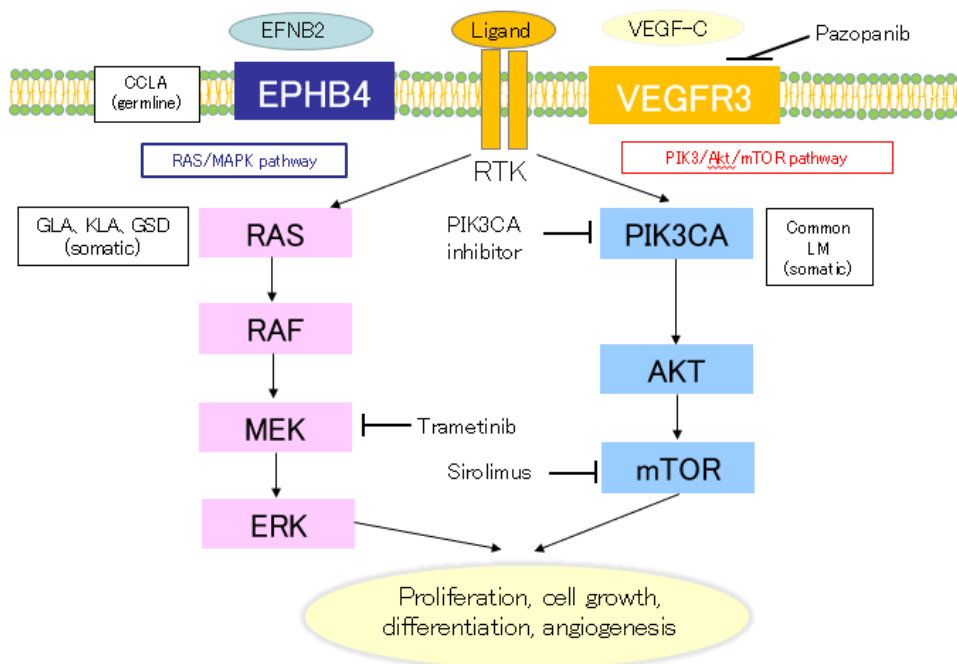 EFNB2
Ligand
VEGF-C
Pazopanib
CCLA
(germline)
EPHB4
VEGFR3
RAS/MAPK pathway
RTK
PIK3/Akt/mTOR pathway
GLA、KLA、GSD
(somatic)
RAS
PIK3CA
inhibitor
PIK3CA
Common
LM
(somatic)
RAF
AKT
MEK
Trametinib
Sirolimus
mTOR
ERK
Proliferation, cell growth,
differentiation, angiogenesis